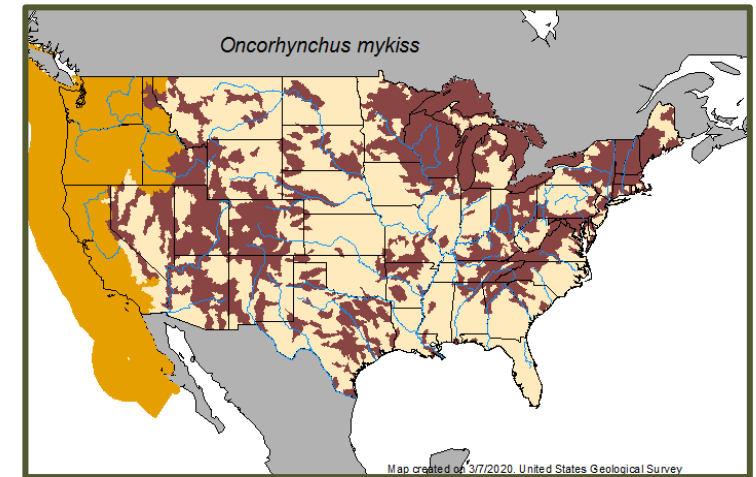 Oncorhynchus mykiss
Map created on 3/7/2020. United States Geological Survey